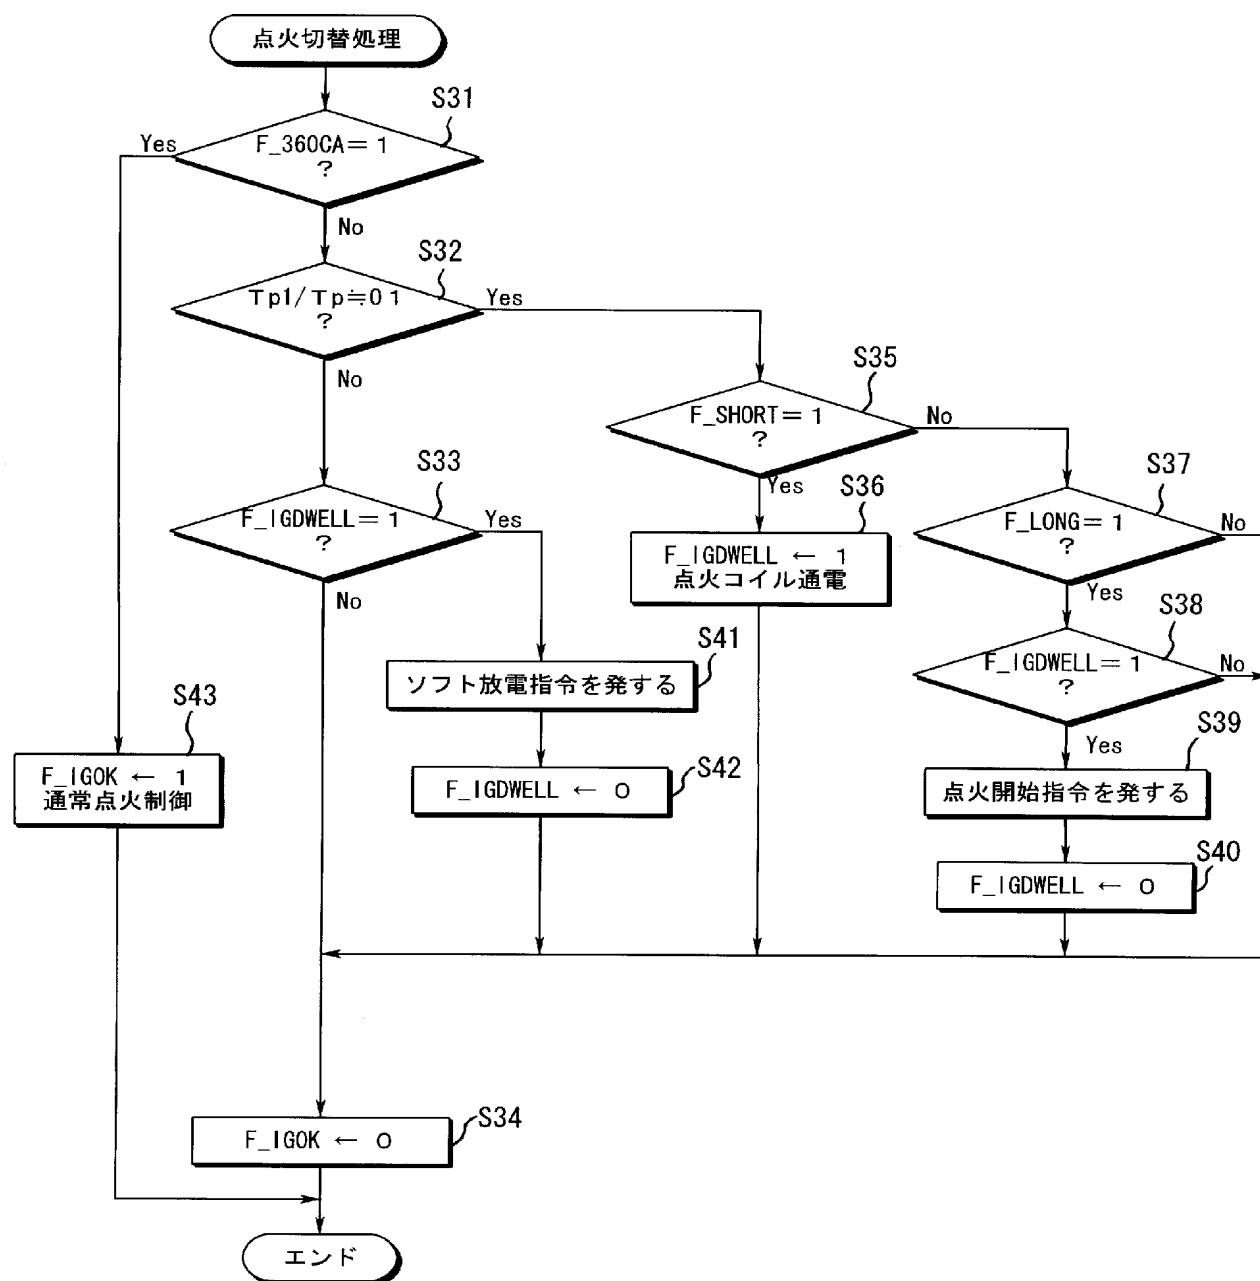 点火切替処理
S31
F_360CA=1
?
Yes
No
S32
Tp1/Tp≒0 1
?
Yes
No
S35
F_SHORT=1
?
No
Yes
S33
F_IGDWELL=1
?
Yes
No
S36
F_IGDWELL ← 1
点火コイル通電
S37
F_LONG=1
?
No
Yes
S38
F_IGDWELL=1
?
No
Yes
S41
ソフト放電指令を発する
S42
F_IGDWELL ← 0
S43
F_IGOK ← 1
通常点火制御
S39
点火開始指令を発する
S40
F_IGDWELL ← 0
S34
F_IGOK ← 0
エンド